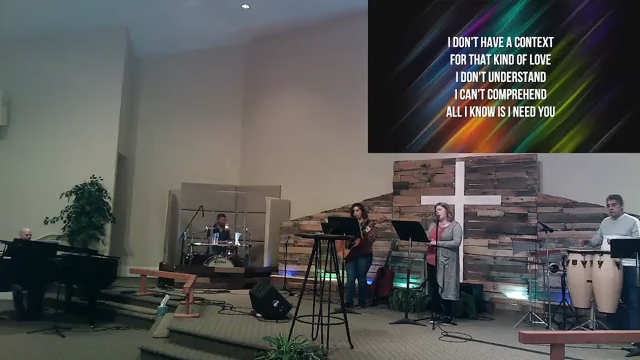 I DON'T HAVE A CONTEXT
FOR THAT KIND OF LOVE
I DON'T UNDERSTAND
I CAN'T COMPREHEND
ALL I KNOW IS I NEED YOU